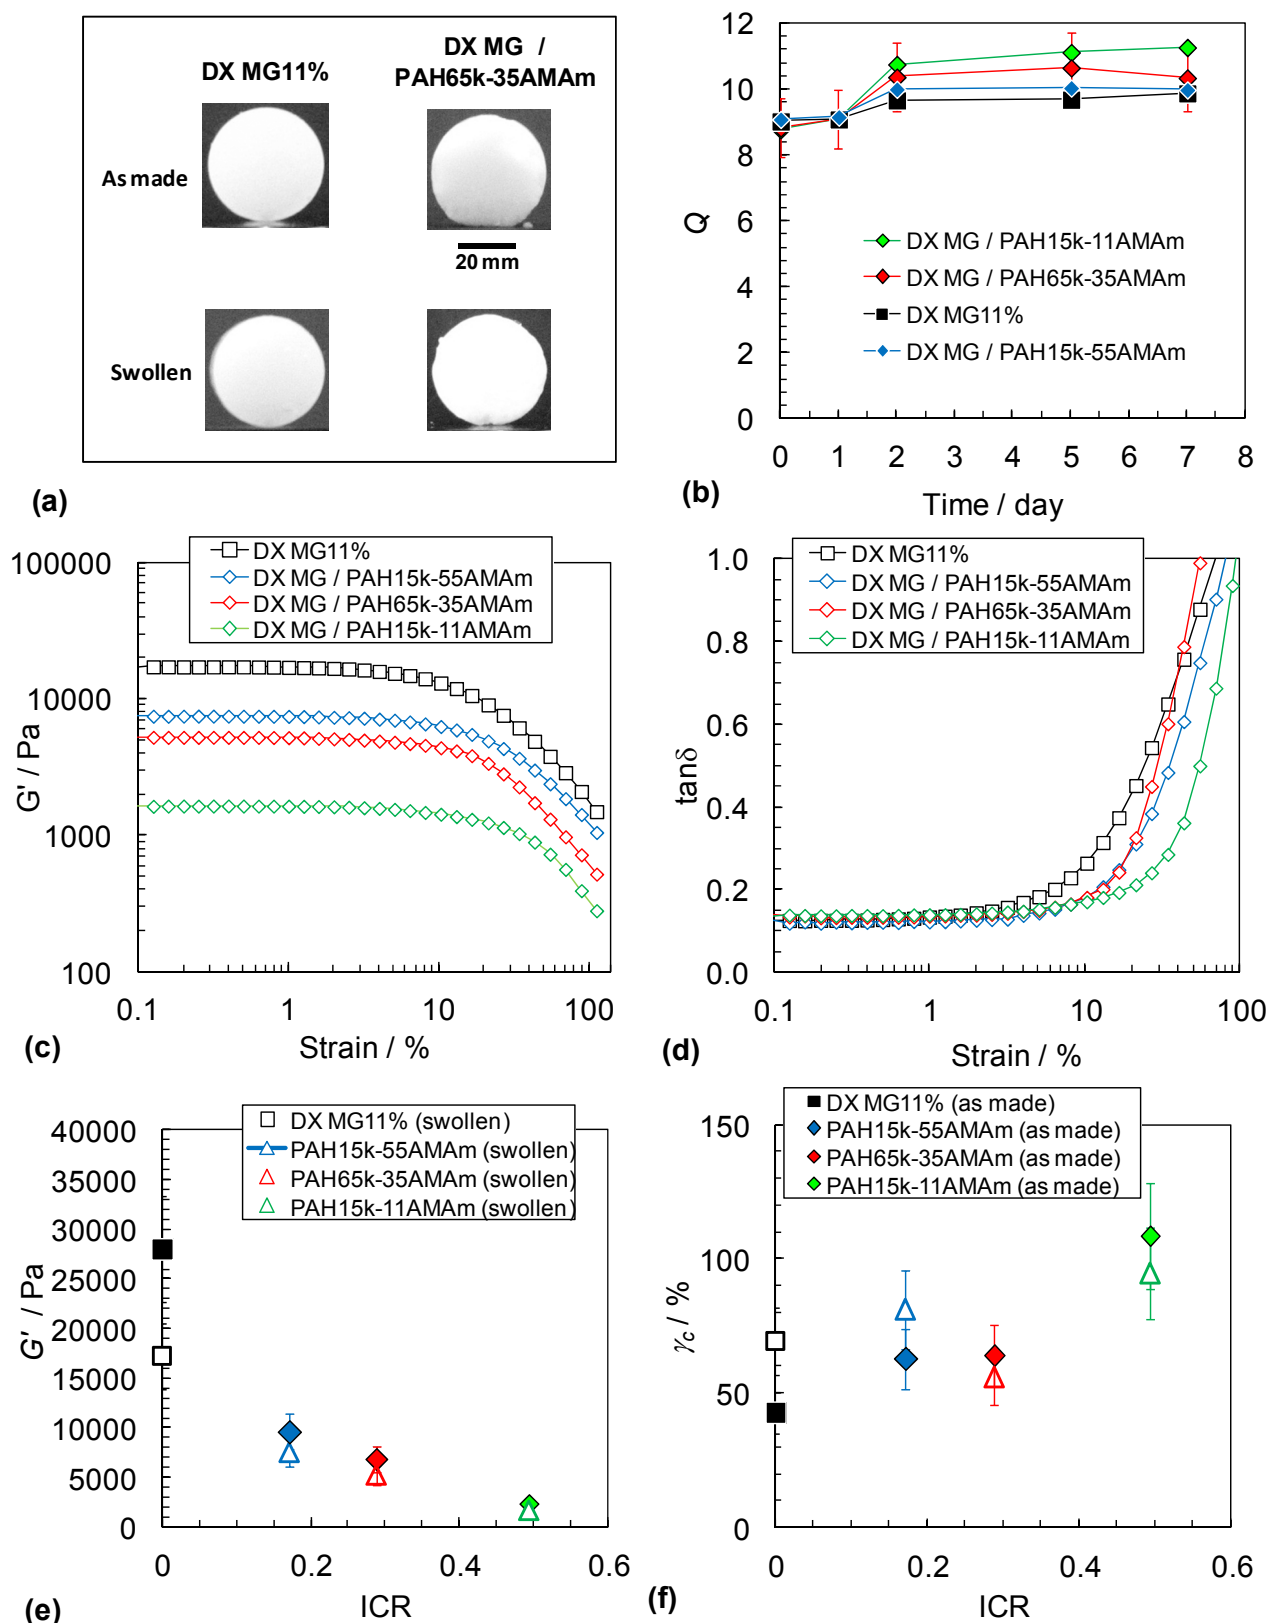 DX MG11%
DX MG /
PAH65k-35AMAm
As made
20 mm
Swollen
(a)
12
10
8
6
4
2
0
Q
DX MG / PAH15k-11AMAm
DX MG / PAH65k-35AMAm
DX MG11%
DX MG / PAH15k-55AMAm
0 1 2 3 4 5 6 7 8
Time / day
(b)
DX MG11%
DX MG / PAH15k-55AMAm
DX MG / PAH65k-35AMAm
DX MG / PAH15k-11AMAm
100000
10000
1000
100
G' / Pa
0.1 1 10 100
Strain / %
(c)
DX MG11%
DX MG / PAH15k-55AMAm
DX MG / PAH65k-35AMAm
DX MG / PAH15k-11AMAm
1.0
0.8
0.6
0.4
0.2
0.0
tanδ
0.1 1 10 100
Strain / %
(d)
DX MG11% (swollen)
PAH15k-55AMAm (swollen)
PAH65k-35AMAm (swollen)
PAH15k-11AMAm (swollen)
40000
35000
30000
25000
20000
15000
10000
5000
0
G' / Pa
0 0.2 0.4 0.6
ICR
(e)
DX MG11% (as made)
PAH15k-55AMAm (as made)
PAH65k-35AMAm (as made)
PAH15k-11AMAm (as made)
150
100
50
0
γc / %
0 0.2 0.4 0.6
ICR
(f)